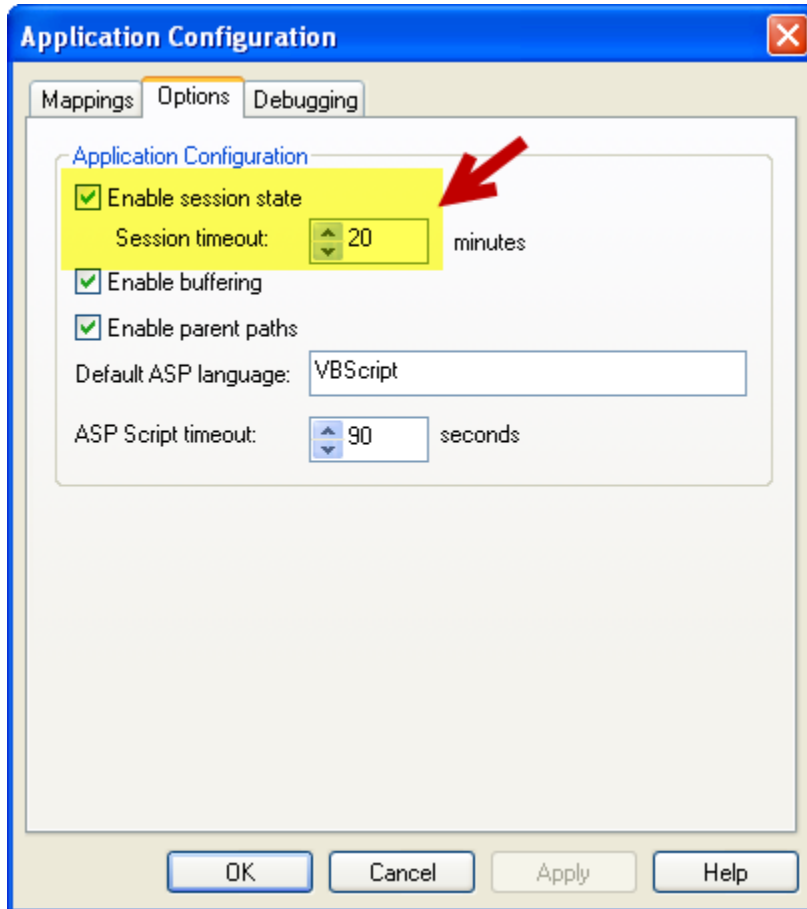 Application Configuration
Mappings Options Debugging
Application Configuration
Enable session state
Session timeout: 20 minutes
Enable buffering
Enable parent paths
Default ASP language: VBScript
ASP Script timeout: 90 seconds
OK Cancel Apply Help